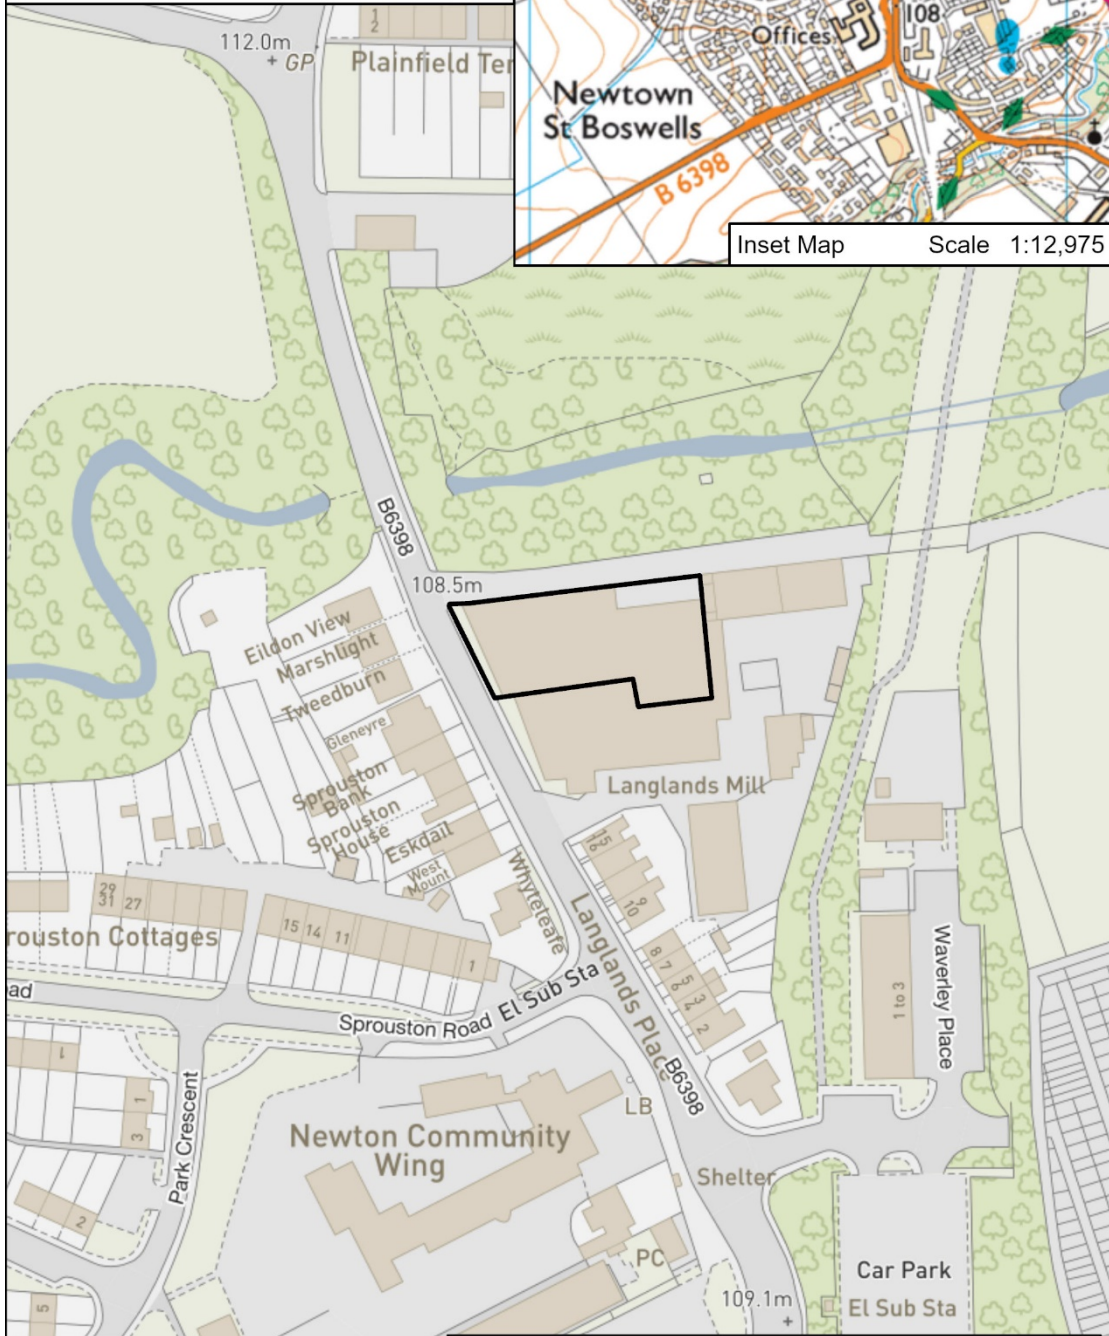 112.0m
GP
Plainfield Ter
1
2
Offices
108
Newtown
St Boswells
B 6398
Inset Map Scale 1:12,975
B6398
108.5m
Eildon View
Marshlight
Tweedburn
Gleneyre
Sprouston
Bank
Sprouston
House
Eskdail
West
Mount
Whyteleafe
Langlands Mill
15
10
9
8
7
6
5
4
3
2
29
31
27
rouston Cottages
15
14
11
1
ad
Sprouston Road
El Sub Sta
Langlands Place
B6398
Waverley Place
1 to 3
1
1
3
2
5
Park Crescent
Newton Community
Wing
LB
Shelter
PC
109.1m
Car Park
El Sub Sta